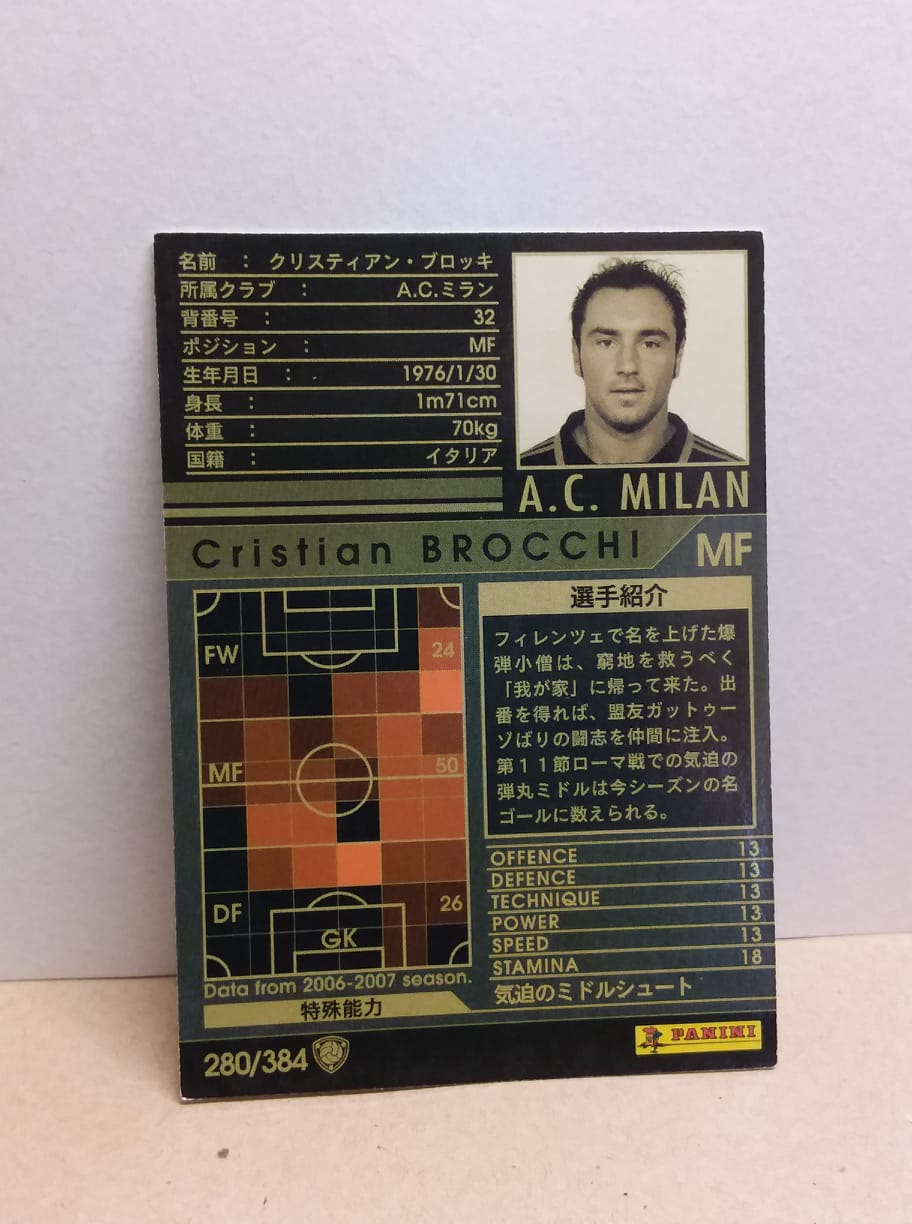 名前 : クリスティアン・ブロッキ
所属クラブ : A.C.ミラン
背番号 : 32
ポジション : MF
生年月日 : 1976/1/30
身長 : 1m71cm
体重 : 70kg
国籍 : イタリア
A.C. MILAN
Cristian BROCCHI MF
FW 24
MF 50
DF 26
GK
Data from 2006-2007 season.
選手紹介
フィレンツェで名を上げた爆
弾小僧は、窮地を救うべく
「我が家」に帰って来た。出
番を得れば、盟友ガットゥー
ゾばりの闘志を仲間に注入。
第11節ローマ戦での気迫の
弾丸ミドルは今シーズンの名
ゴールに数えられる。
OFFENCE 13
DEFENCE 13
TECHNIQUE 13
POWER 13
SPEED 13
STAMINA 18
特殊能力
気迫のミドルシュート
280/384
PANINI